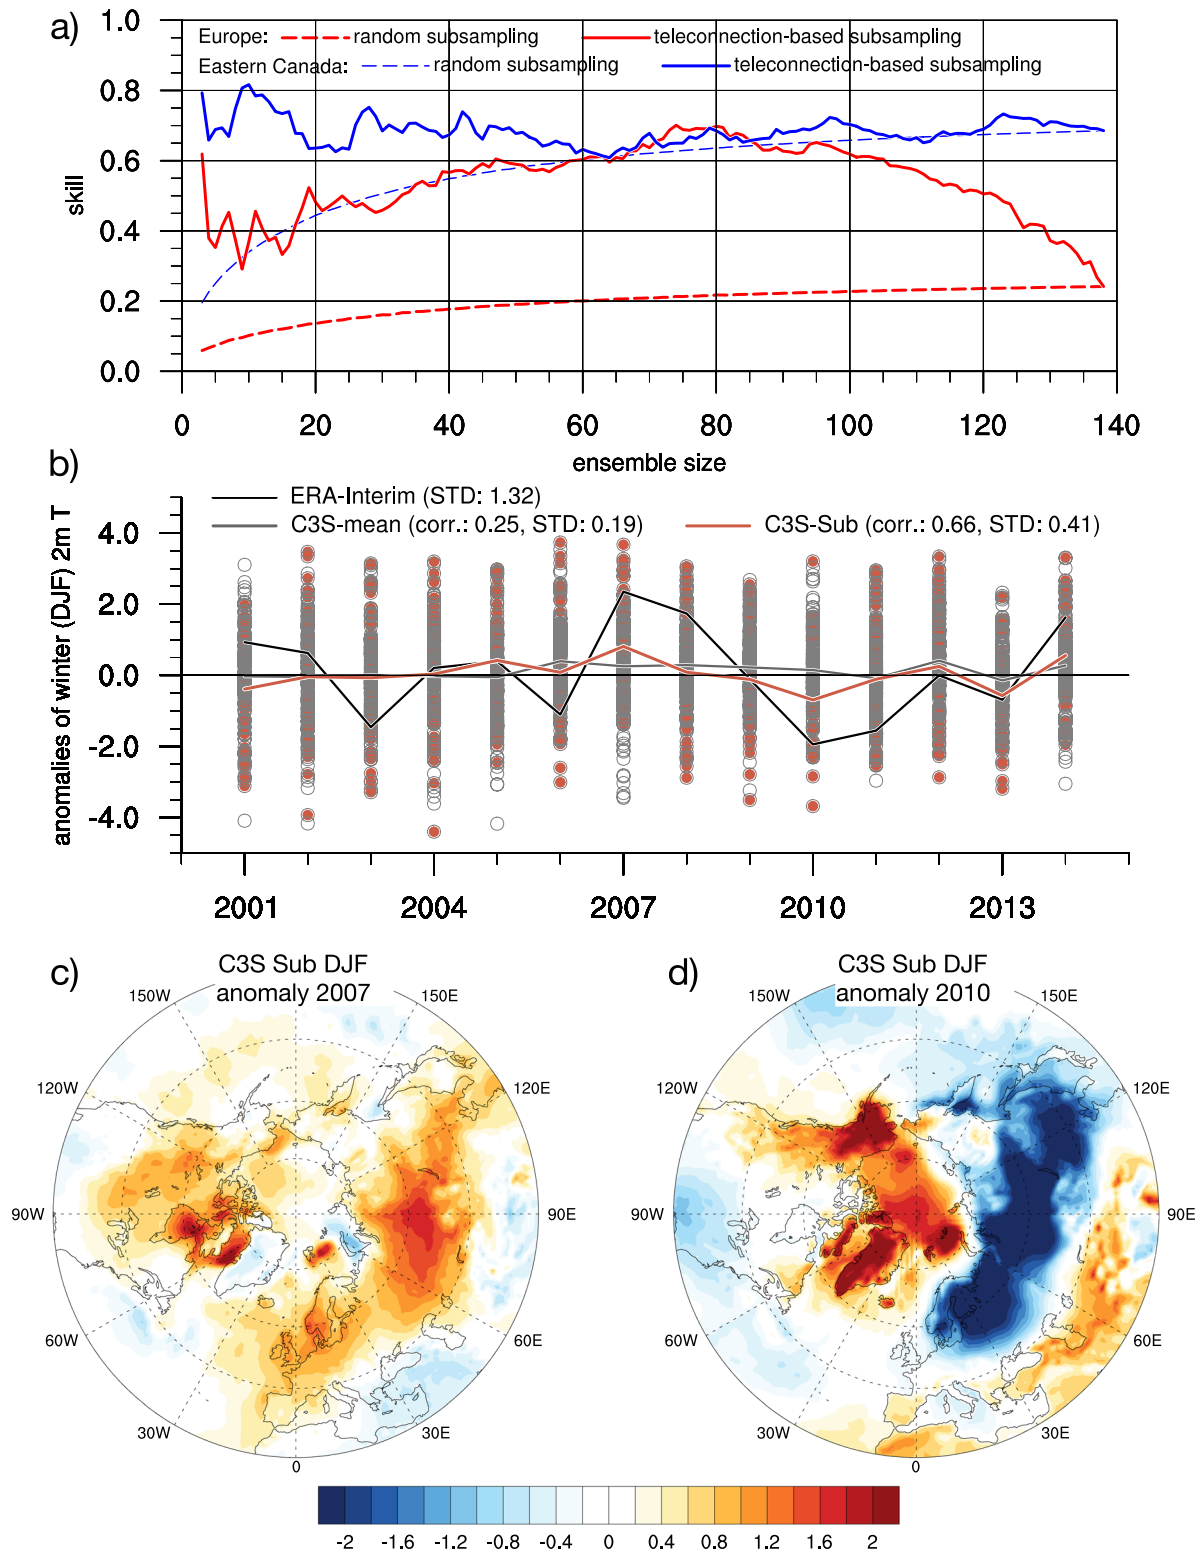 a)
1.0
0.8
0.6
0.4
0.2
0.0
skill
Europe: random subsampling teleconnection-based subsampling
Eastern Canada: random subsampling teleconnection-based subsampling
0 20 40 60 80 100 120 140
ensemble size
b)
ERA-Interim (STD: 1.32)
C3S-mean (corr.: 0.25, STD: 0.19) C3S-Sub (corr.: 0.66, STD: 0.41)
4.0
2.0
0.0
-2.0
-4.0
anomalies of winter (DJF) 2m T
2001 2004 2007 2010 2013
c)
C3S Sub DJF
anomaly 2007
150W 150E
120W 120E
90W 90E
60W 60E
30W 30E
0
d)
C3S Sub DJF
anomaly 2010
150W 150E
120W 120E
90W 90E
60W 60E
30W 30E
0
-2 -1.6 -1.2 -0.8 -0.4 0 0.4 0.8 1.2 1.6 2